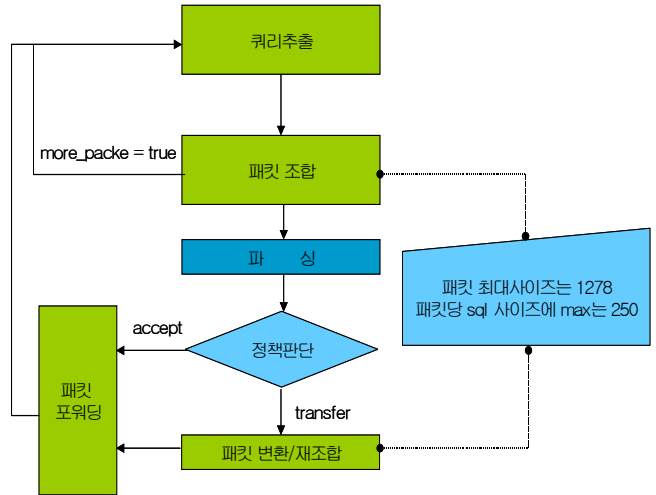 쿼리추출
more_packe = true
패킷 조합
파 싱
패킷 최대사이즈는 1278
패킷당 sql 사이즈에 max는 250
accept
정책판단
패킷
포워딩
transfer
패킷 변환/재조합